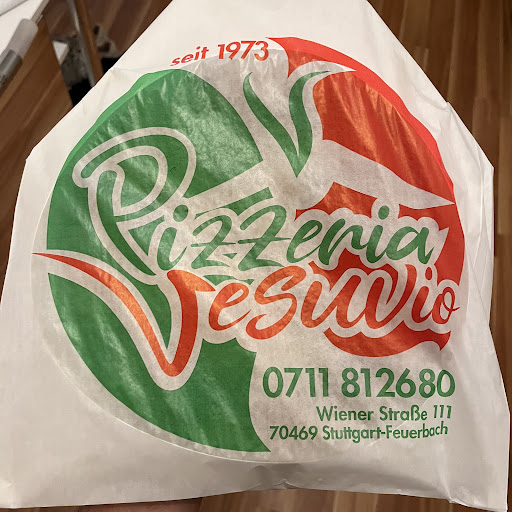 seit 1973
Pizzeria
Vesuvio
0711 812680
Wiener Straße 111
70469 Stuttgart-Feuerbach